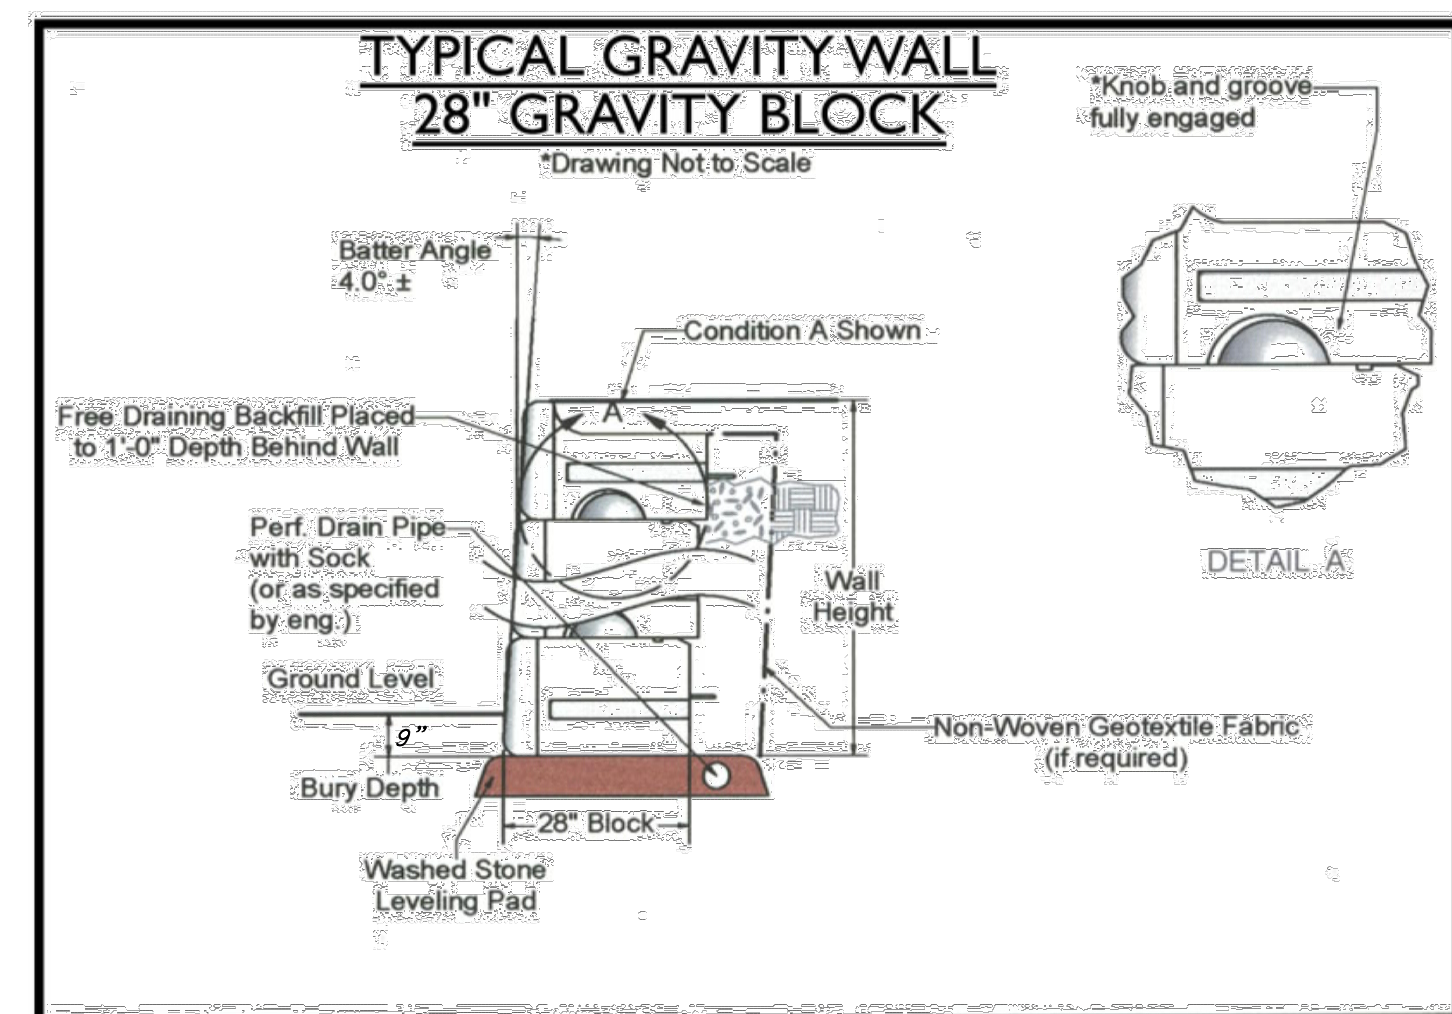 TYPICAL GRAVITY WALL
28" GRAVITY BLOCK
*Drawing Not to Scale
*Knob and groove
fully engaged
Batter Angle
4.0° ±
Condition A Shown
A
Free Draining Backfill Placed
to 1'-0" Depth Behind Wall
Perf. Drain Pipe
with Sock
(or as specified
by eng.)
DETAIL A
Wall
Height
Ground Level
9”
Bury Depth
Non-Woven Geotextile Fabric
(if required)
28" Block
Washed Stone
Leveling Pad